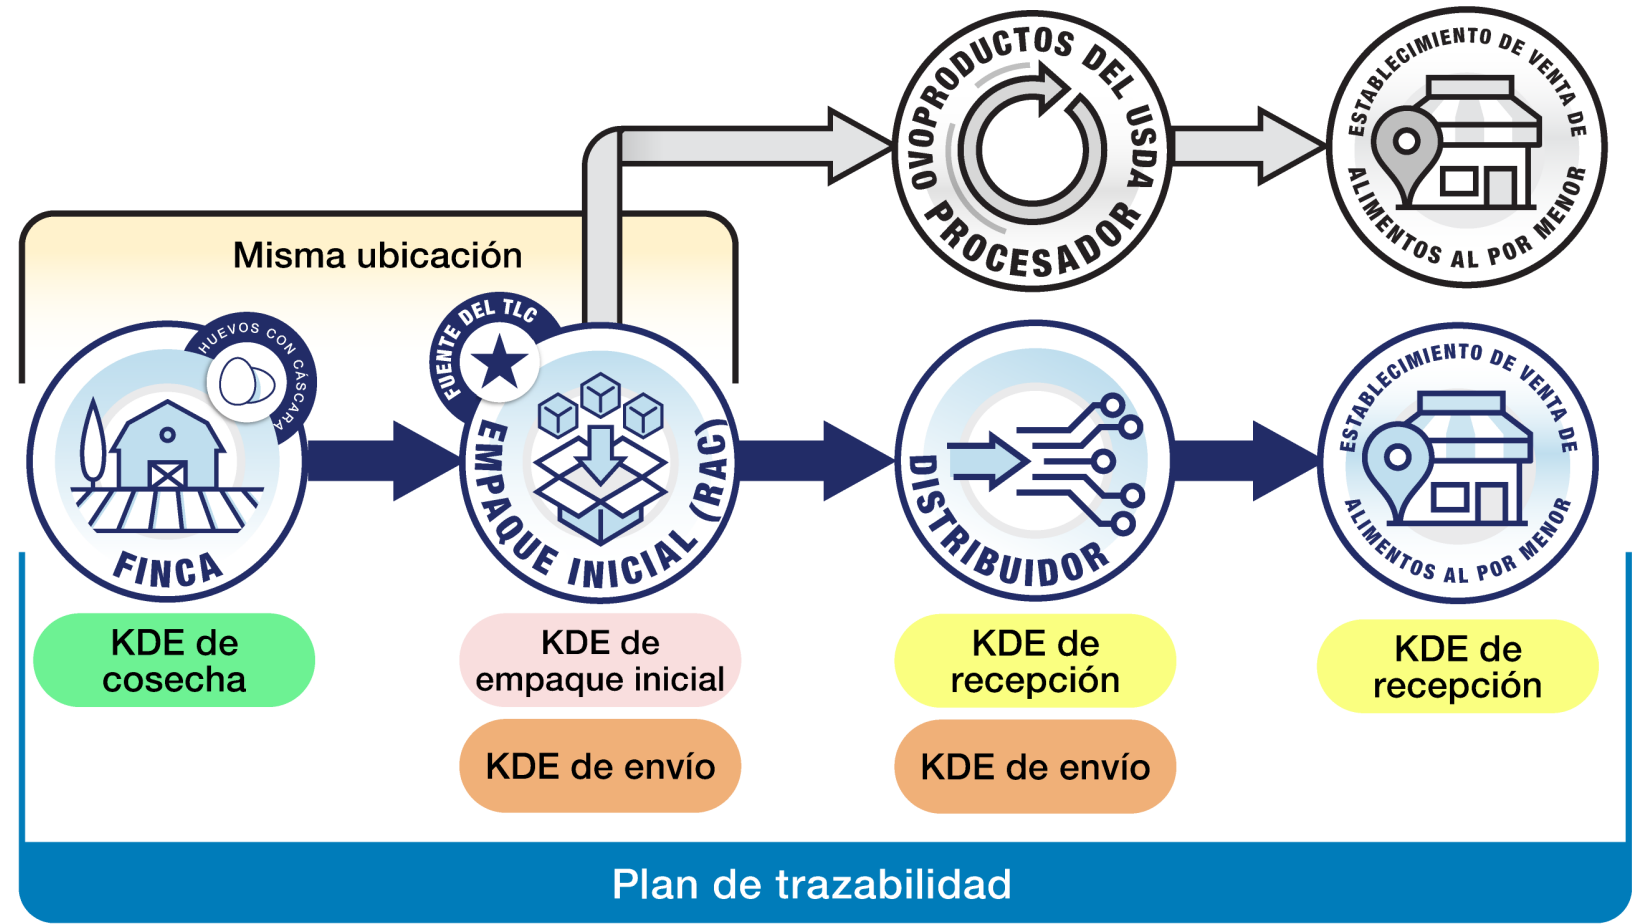 OVOPRODUCTOS DEL USDA
PROCESADOR
ESTABLECIMIENTO DE VENTA DE
ALIMENTOS AL POR MENOR
Misma ubicación
HUEVOS CON CÁSCARA
FINCA
FUENTE DEL TLC
EMPAQUE INICIAL (RAC)
DISTRIBUIDOR
ESTABLECIMIENTO DE VENTA DE
ALIMENTOS AL POR MENOR
KDE de
cosecha
KDE de
empaque inicial
KDE de envío
KDE de
recepción
KDE de envío
KDE de
recepción
Plan de trazabilidad